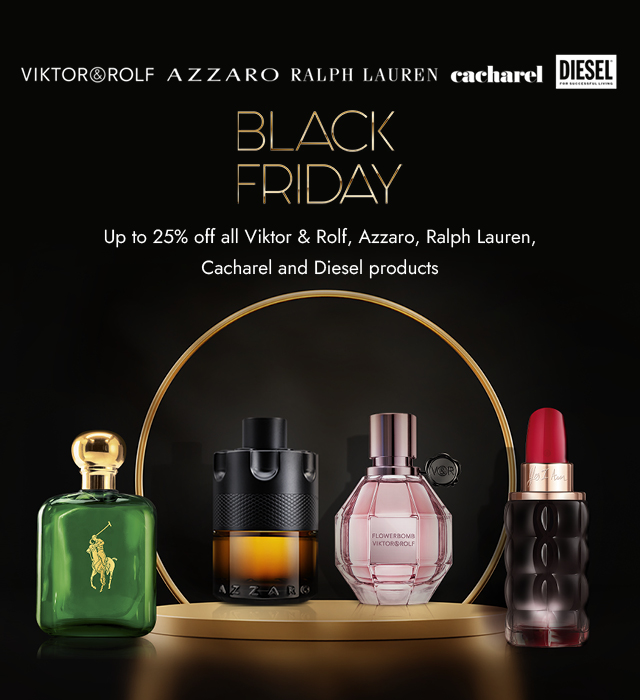 VIKTOR&ROLF AZZARO RALPH LAUREN cacharel DIESEL
FOR SUCCESSFUL LIVING
BLACK
FRIDAY
Up to 25% off all Viktor & Rolf, Azzaro, Ralph Lauren,
Cacharel and Diesel products
V&R
FLOWERBOMB
VIKTOR&ROLF
AZZARO